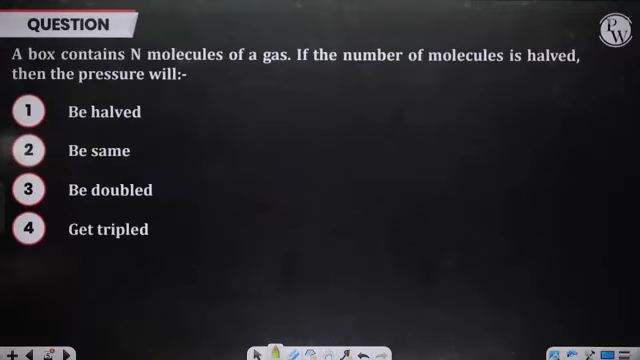 QUESTION
PW
A box contains N molecules of a gas. If the number of molecules is halved,
then the pressure will:-
1 Be halved
2 Be same
3 Be doubled
4 Get tripled